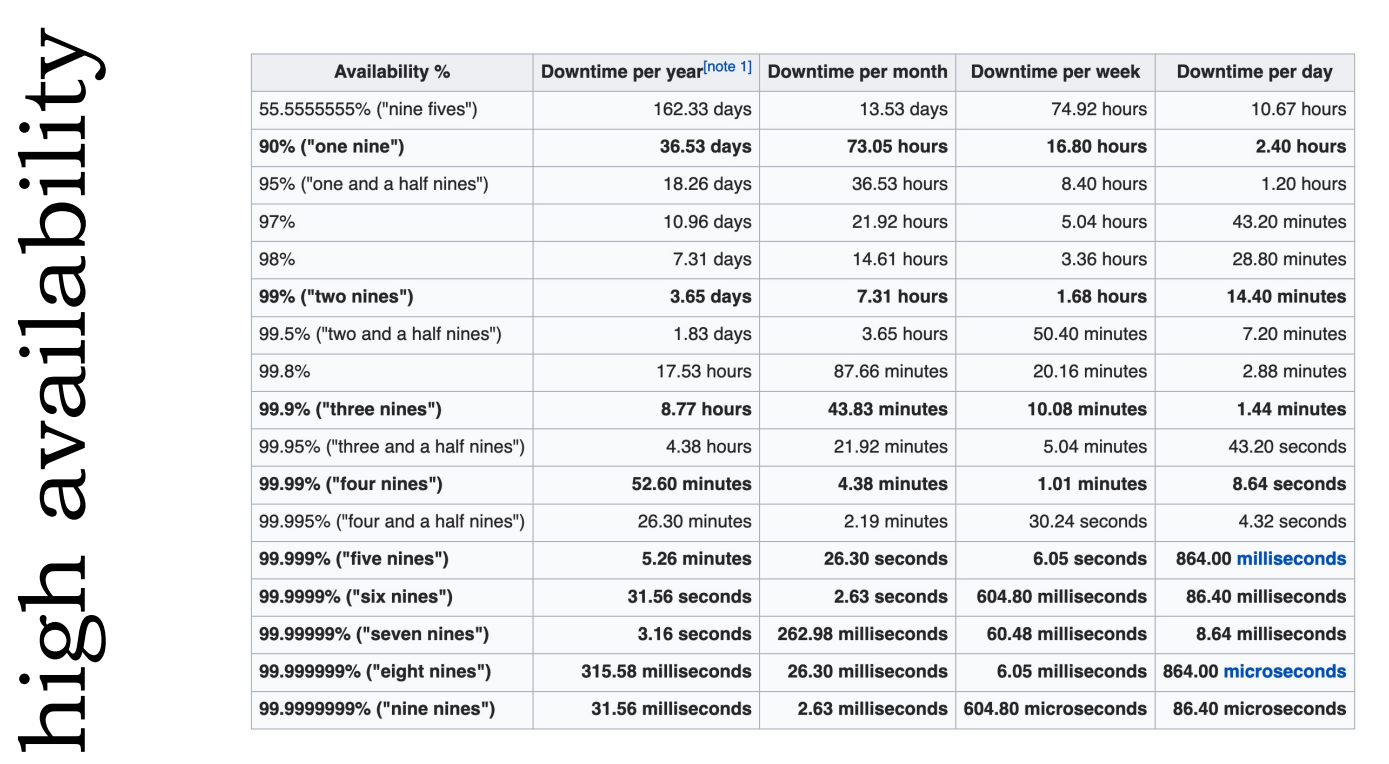 high availability
Availability % Downtime per year[note 1] Downtime per month Downtime per week Downtime per day
55.5555555% ("nine fives") 162.33 days 13.53 days 74.92 hours 10.67 hours
90% ("one nine") 36.53 days 73.05 hours 16.80 hours 2.40 hours
95% ("one and a half nines") 18.26 days 36.53 hours 8.40 hours 1.20 hours
97% 10.96 days 21.92 hours 5.04 hours 43.20 minutes
98% 7.31 days 14.61 hours 3.36 hours 28.80 minutes
99% ("two nines") 3.65 days 7.31 hours 1.68 hours 14.40 minutes
99.5% ("two and a half nines") 1.83 days 3.65 hours 50.40 minutes 7.20 minutes
99.8% 17.53 hours 87.66 minutes 20.16 minutes 2.88 minutes
99.9% ("three nines") 8.77 hours 43.83 minutes 10.08 minutes 1.44 minutes
99.95% ("three and a half nines") 4.38 hours 21.92 minutes 5.04 minutes 43.20 seconds
99.99% ("four nines") 52.60 minutes 4.38 minutes 1.01 minutes 8.64 seconds
99.995% ("four and a half nines") 26.30 minutes 2.19 minutes 30.24 seconds 4.32 seconds
99.999% ("five nines") 5.26 minutes 26.30 seconds 6.05 seconds 864.00 milliseconds
99.9999% ("six nines") 31.56 seconds 2.63 seconds 604.80 milliseconds 86.40 milliseconds
99.99999% ("seven nines") 3.16 seconds 262.98 milliseconds 60.48 milliseconds 8.64 milliseconds
99.999999% ("eight nines") 315.58 milliseconds 26.30 milliseconds 6.05 milliseconds 864.00 microseconds
99.9999999% ("nine nines") 31.56 milliseconds 2.63 milliseconds 604.80 microseconds 86.40 microseconds